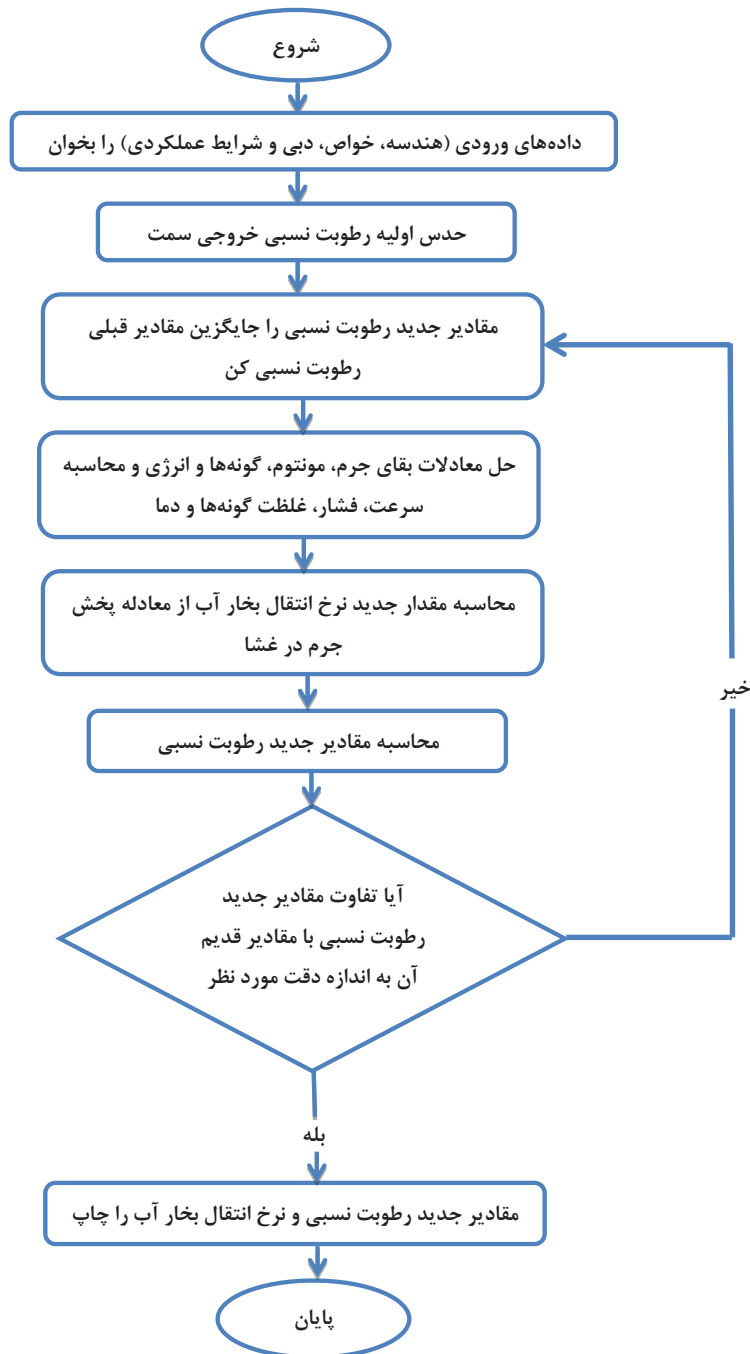 شروع
داده‌های ورودی (هندسه، خواص، دبی و شرایط عملکردی) را بخوان
حدس اولیه رطوبت نسبی خروجی سمت
مقادیر جدید رطوبت نسبی را جایگزین مقادیر قبلی
رطوبت نسبی کن
حل معادلات بقای جرم، مونتوم، گونه‌ها و انرژی و محاسبه
سرعت، فشار، غلظت گونه‌ها و دما
محاسبه مقدار جدید نرخ انتقال بخار آب از معادله پخش
جرم در غشا
محاسبه مقادیر جدید رطوبت نسبی
آیا تفاوت مقادیر جدید
رطوبت نسبی با مقادیر قدیم
آن به اندازه دقت مورد نظر
خیر
بله
مقادیر جدید رطوبت نسبی و نرخ انتقال بخار آب را چاپ
پایان